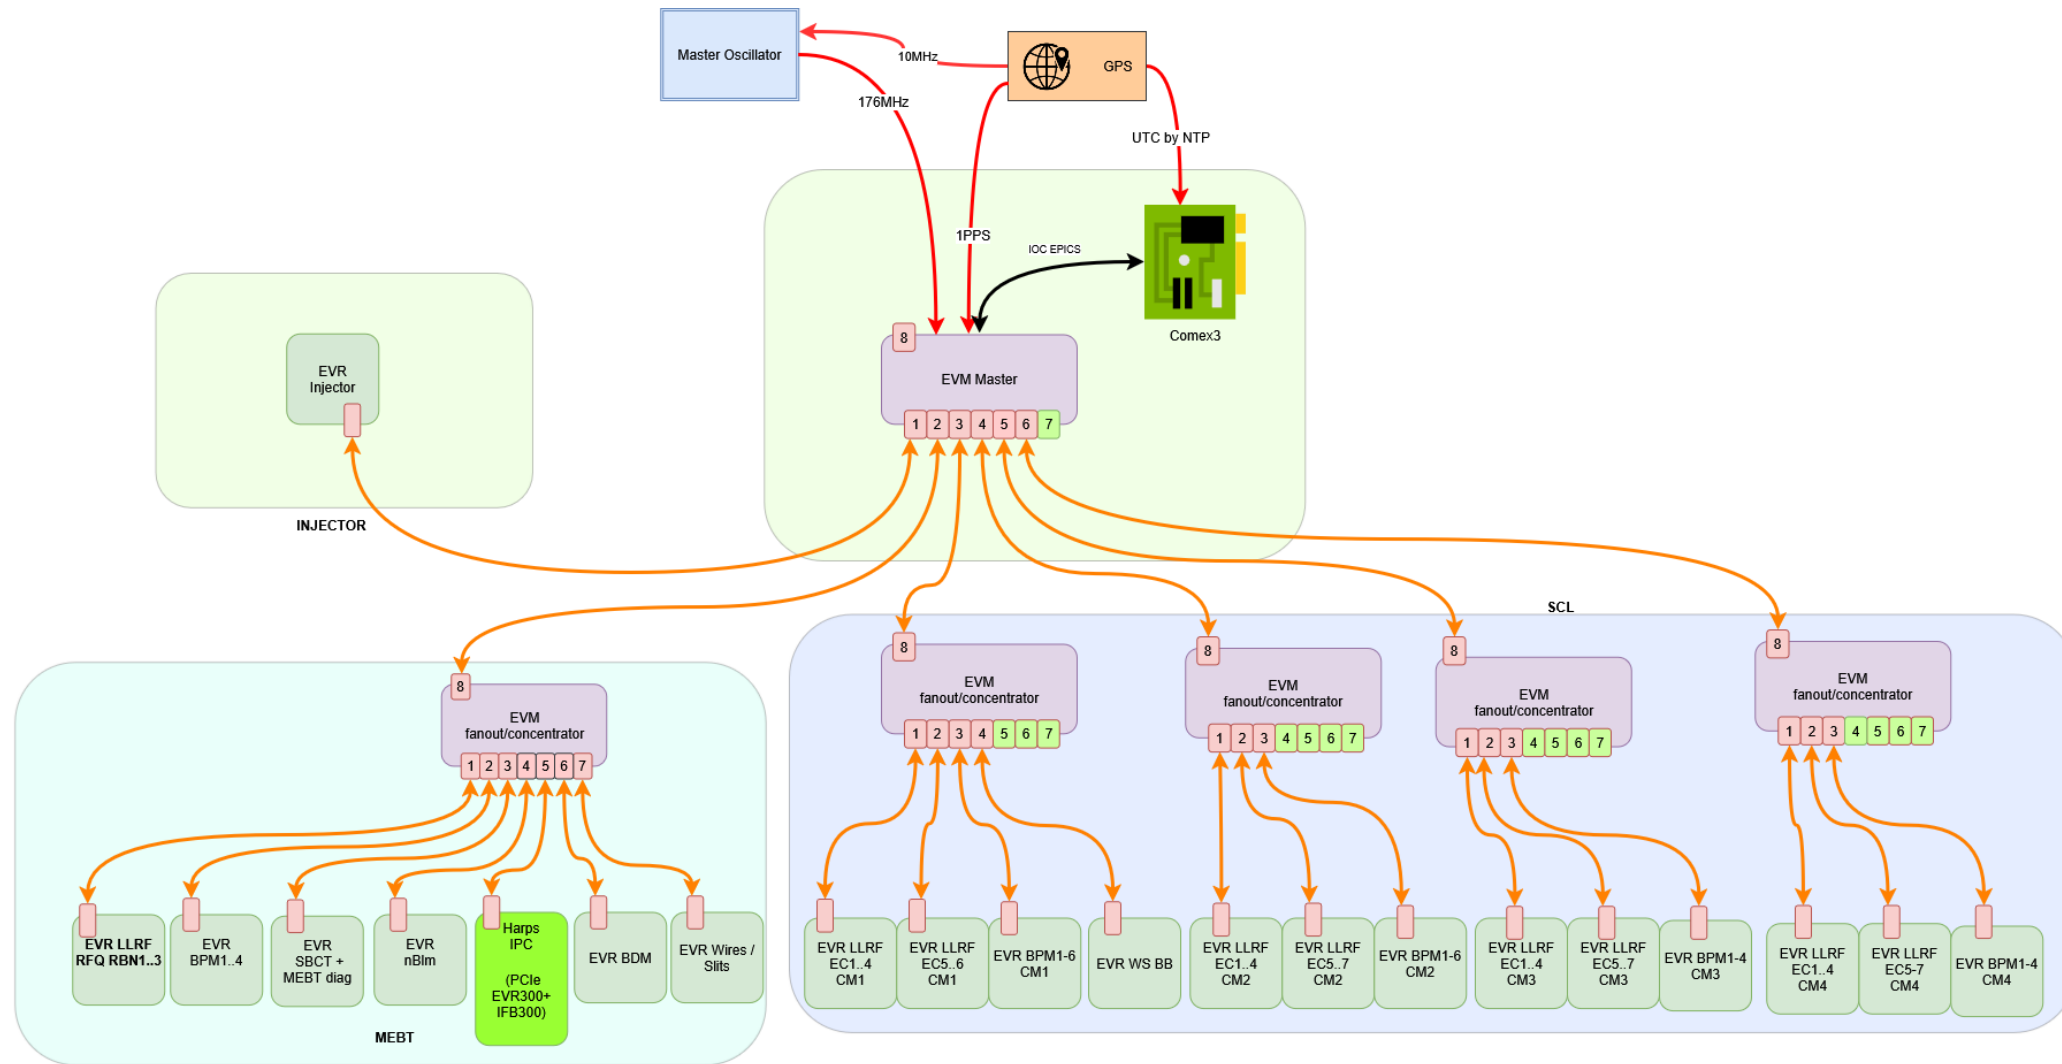 Master Oscillator
10MHz
GPS
176MHz
UTC by NTP
1PPS
IOC EPICS
Comex3
8
EVM Master
1 2 3 4 5 6 7
EVR
Injector
INJECTOR
SCL
8
EVM
fanout/concentrator
1 2 3 4 5 6 7
8
EVM
fanout/concentrator
1 2 3 4 5 6 7
8
EVM
fanout/concentrator
1 2 3 4 5 6 7
8
EVM
fanout/concentrator
1 2 3 4 5 6 7
8
EVM
fanout/concentrator
1 2 3 4 5 6 7
EVR LLRF
RFQ RBN1..3
EVR
BPM1..4
EVR
SBCT +
MEBT diag
EVR
nBlm
Harps
IPC
(PCIe
EVR300+
IFB300)
EVR BDM
EVR Wires /
Slits
MEBT
EVR LLRF
EC1..4
CM1
EVR LLRF
EC5..6
CM1
EVR BPM1-6
CM1
EVR WS BB
EVR LLRF
EC1..4
CM2
EVR LLRF
EC5..7
CM2
EVR BPM1-6
CM2
EVR LLRF
EC1..4
CM3
EVR LLRF
EC5..7
CM3
EVR BPM1-4
CM3
EVR LLRF
EC1..4
CM4
EVR LLRF
EC5-7
CM4
EVR BPM1-4
CM4